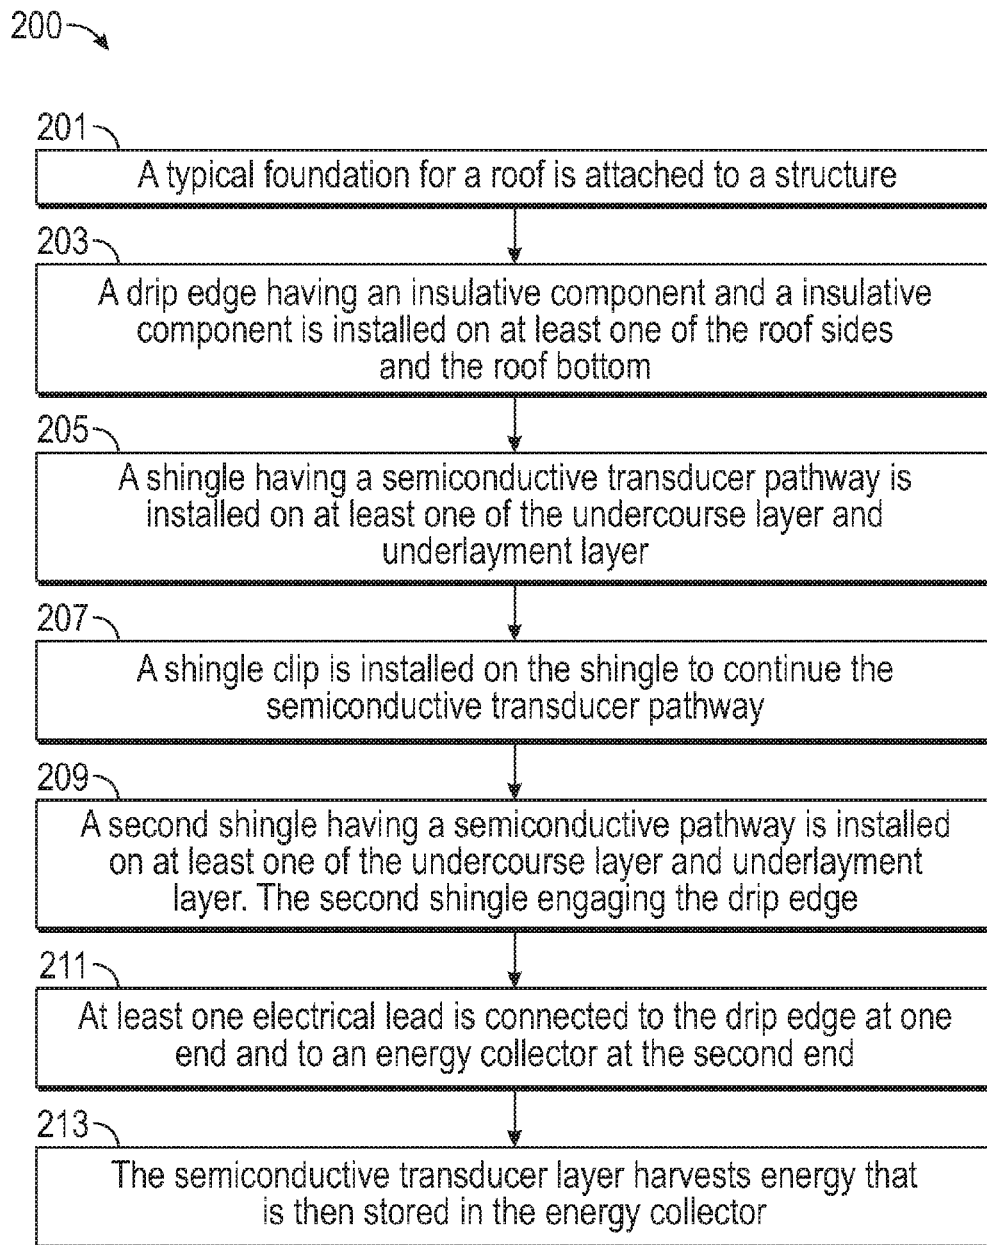 200
201
A typical foundation for a roof is attached to a structure
203
A drip edge having an insulative component and a insulative
component is installed on at least one of the roof sides
and the roof bottom
205
A shingle having a semiconductive transducer pathway is
installed on at least one of the undercourse layer and
underlayment layer
207
A shingle clip is installed on the shingle to continue the
semiconductive transducer pathway
209
A second shingle having a semiconductive pathway is installed
on at least one of the undercourse layer and underlayment
layer. The second shingle engaging the drip edge
211
At least one electrical lead is connected to the drip edge at one
end and to an energy collector at the second end
213
The semiconductive transducer layer harvests energy that
is then stored in the energy collector